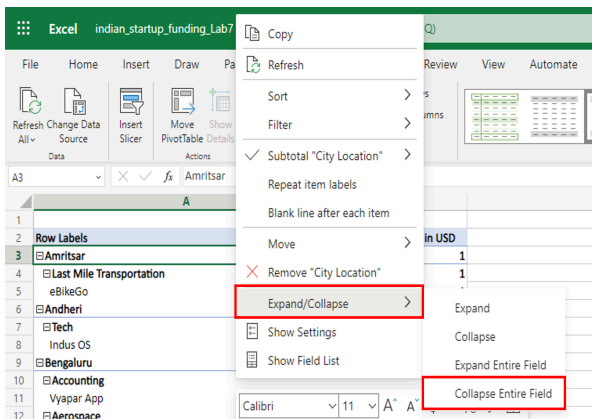 Excel indian_startup_funding_Lab7 Q)
File Home Insert Draw Pa Review View Automate
Refresh All Change Data Source Insert Slicer Move PivotTable Show Details
Data Actions
A3 fx Amritsar
A
1
2 Row Labels in USD
3 Amritsar 1
4 Last Mile Transportation 1
5 eBikeGo
6 Andheri
7 Tech
8 Indus OS
9 Bengaluru
10 Accounting
11 Vyapar App
12 Aerospace
Copy
Refresh
Sort
Filter
Subtotal "City Location"
Repeat item labels
Blank line after each item
Move
Remove "City Location"
Expand/Collapse
Show Settings
Show Field List
Expand
Collapse
Expand Entire Field
Collapse Entire Field
Calibri 11 A A